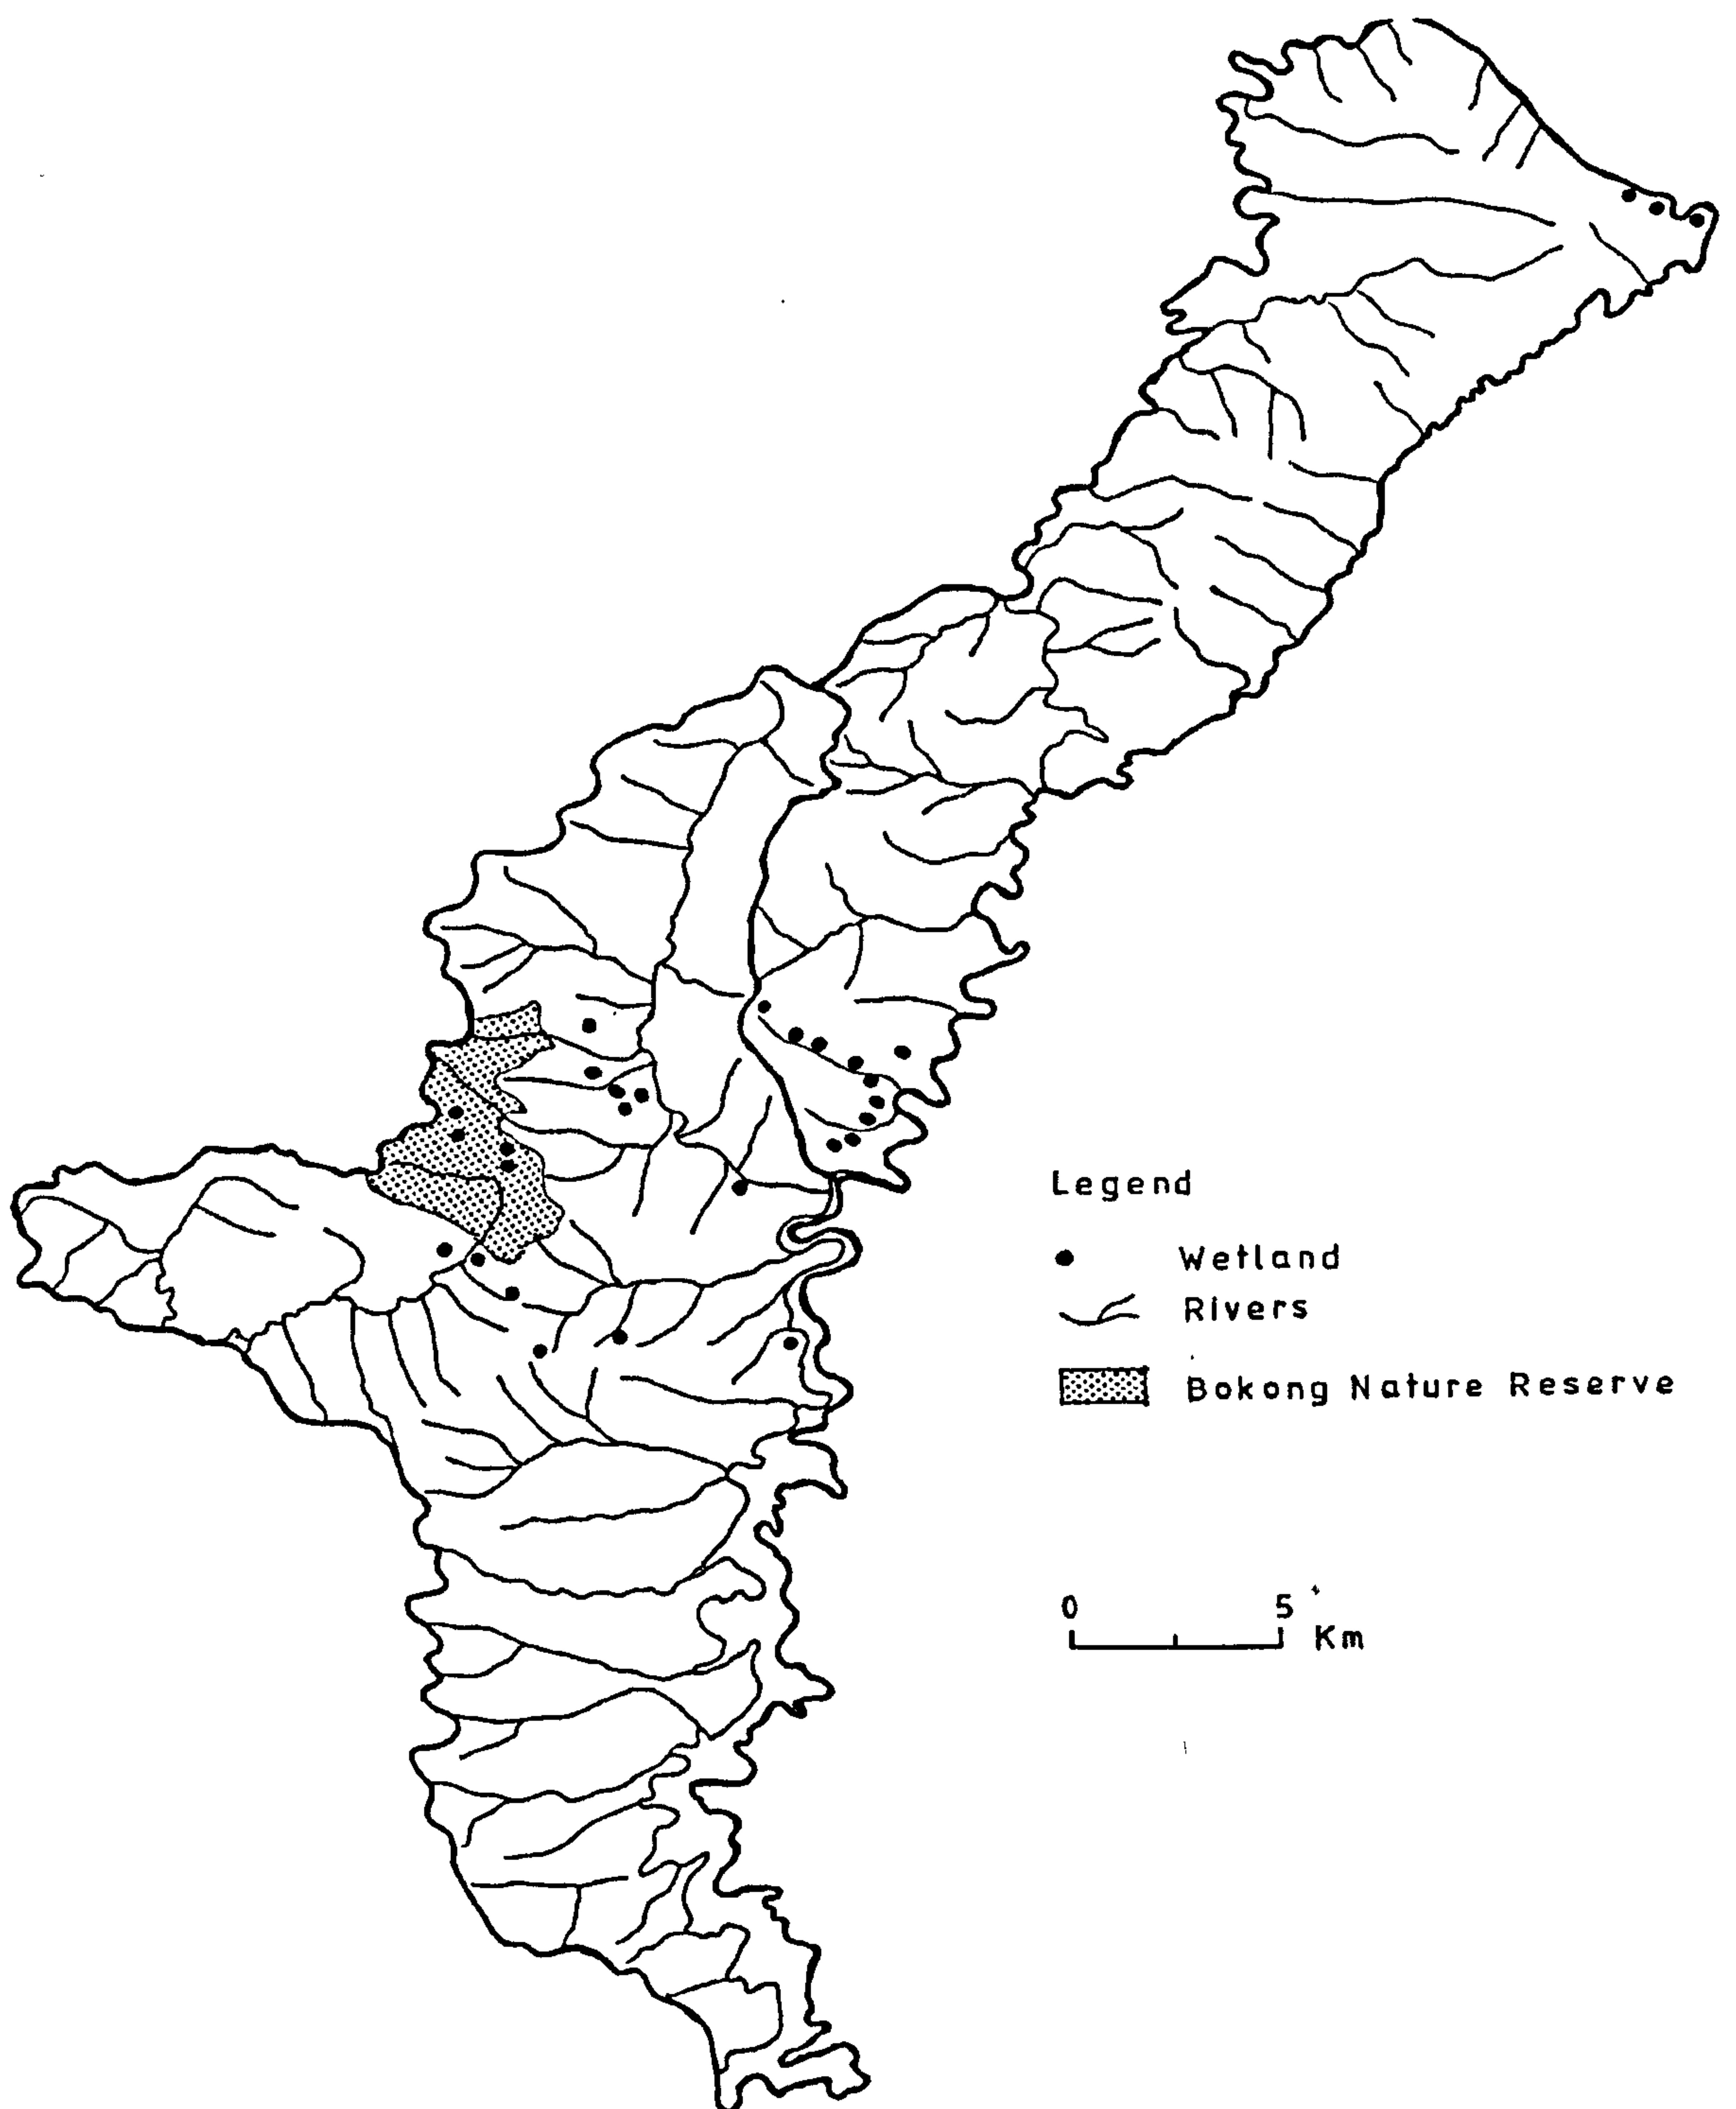 Legend
Wetland
Rivers
Bokong Nature Reserve
0 5
Km